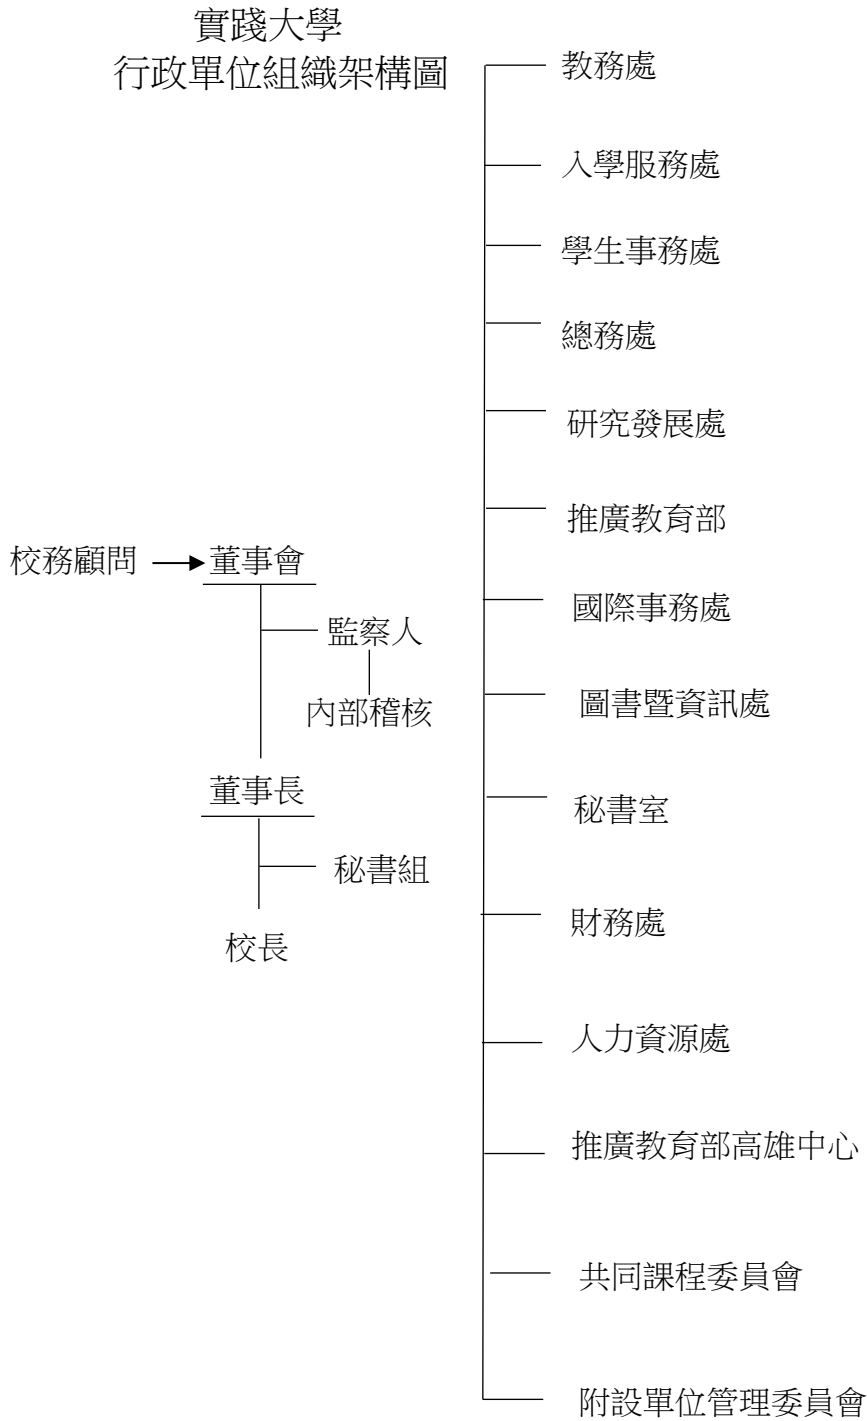 實踐大學
行政單位組織架構圖
校務顧問
董事會
監察人
內部稽核
董事長
秘書組
校長
教務處
入學服務處
學生事務處
總務處
研究發展處
推廣教育部
國際事務處
圖書暨資訊處
秘書室
財務處
人力資源處
推廣教育部高雄中心
共同課程委員會
附設單位管理委員會